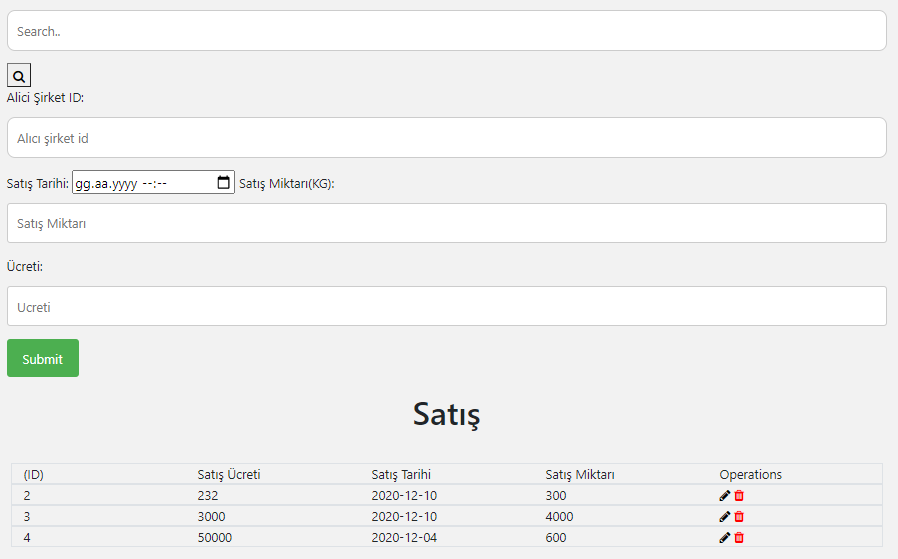 Search..
Alici Şirket ID:
Alıcı şirket id
Satış Tarihi: gg.aa.yyyy --:-- Satış Miktarı(KG):
Satış Miktarı
Ücreti:
Ucreti
Submit
Satış
(ID) Satış Ücreti Satış Tarihi Satış Miktarı Operations
2 232 2020-12-10 300
3 3000 2020-12-10 4000
4 50000 2020-12-04 600